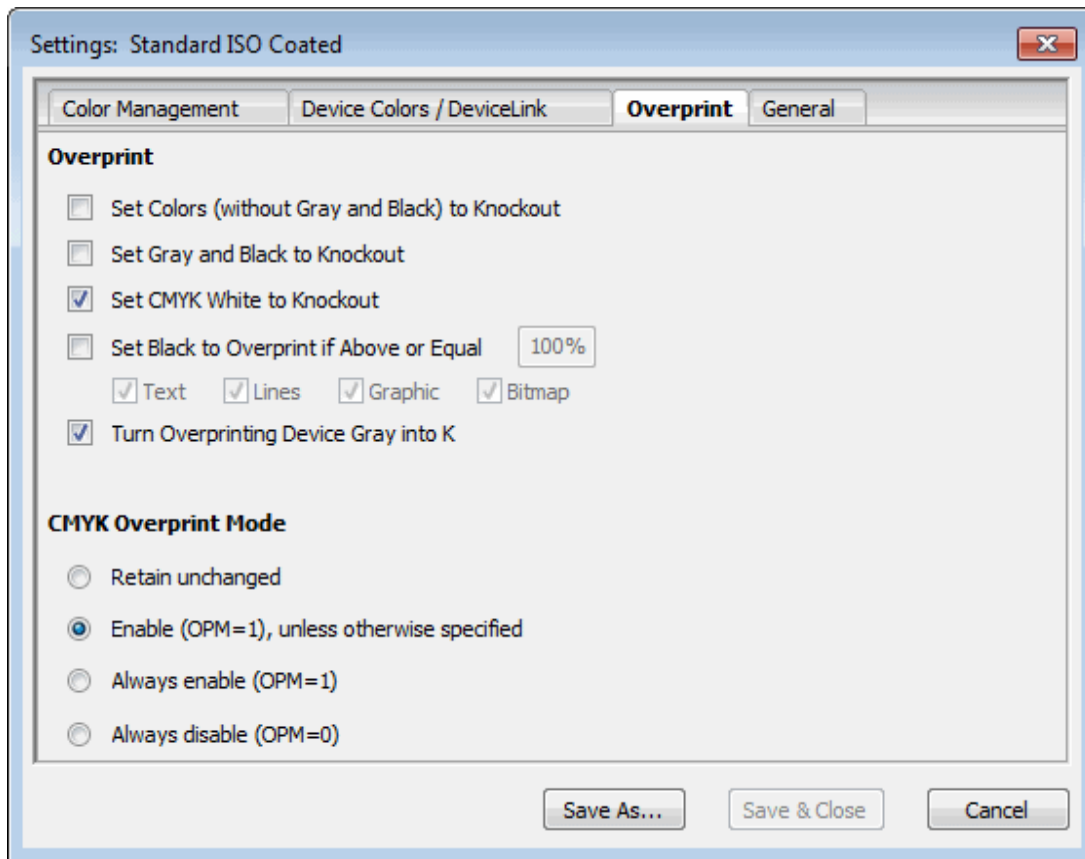 Settings: Standard ISO Coated
Color Management Device Colors / DeviceLink Overprint General
Overprint
Set Colors (without Gray and Black) to Knockout
Set Gray and Black to Knockout
Set CMYK White to Knockout
Set Black to Overprint if Above or Equal 100%
Text Lines Graphic Bitmap
Turn Overprinting Device Gray into K
CMYK Overprint Mode
Retain unchanged
Enable (OPM=1), unless otherwise specified
Always enable (OPM=1)
Always disable (OPM=0)
Save As... Save & Close Cancel